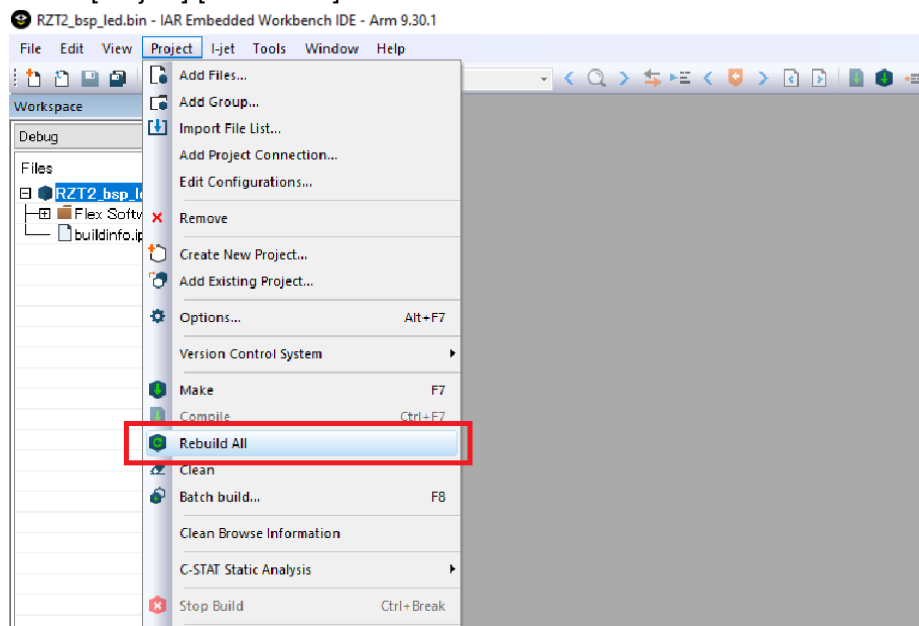 RZT2_bsp_led.bin - IAR Embedded Workbench IDE - Arm 9.30.1
File Edit View Project I-jet Tools Window Help
Workspace
Debug
Files
RZT2_bsp_l
Flex Softw
buildinfo.ip
Add Files...
Add Group...
Import File List...
Add Project Connection...
Edit Configurations...
Remove
Create New Project...
Add Existing Project...
Options... Alt+F7
Version Control System
Make F7
Compile Ctrl+F7
Rebuild All
Clean
Batch build... F8
Clean Browse Information
C-STAT Static Analysis
Stop Build Ctrl+Break